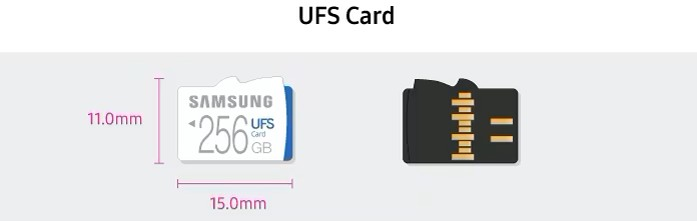 UFS Card
11.0mm
SAMSUNG
256 UFS
Card
GB
15.0mm